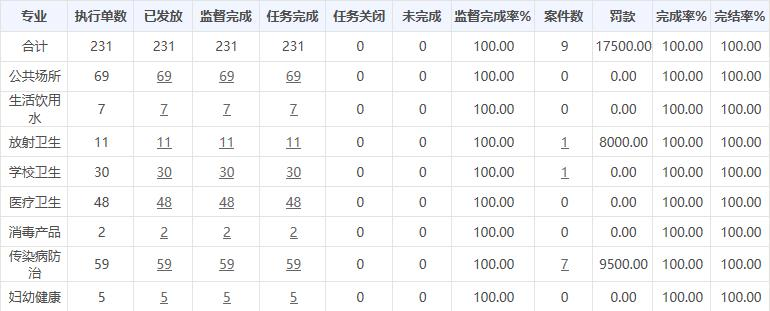 专业 执行单数 已发放 监督完成 任务完成 任务关闭 未完成 监督完成率% 案件数 罚款 完成率% 完结率%
合计 231 231 231 231 0 0 100.00 9 17500.00 100.00 100.00
公共场所 69 69 69 69 0 0 100.00 0 0.00 100.00 100.00
生活饮用
水 7 7 7 7 0 0 100.00 0 0.00 100.00 100.00
放射卫生 11 11 11 11 0 0 100.00 1 8000.00 100.00 100.00
学校卫生 30 30 30 30 0 0 100.00 1 0.00 100.00 100.00
医疗卫生 48 48 48 48 0 0 100.00 0 0.00 100.00 100.00
消毒产品 2 2 2 2 0 0 100.00 0 0.00 100.00 100.00
传染病防
治 59 59 59 59 0 0 100.00 7 9500.00 100.00 100.00
妇幼健康 5 5 5 5 0 0 100.00 0 0.00 100.00 100.00